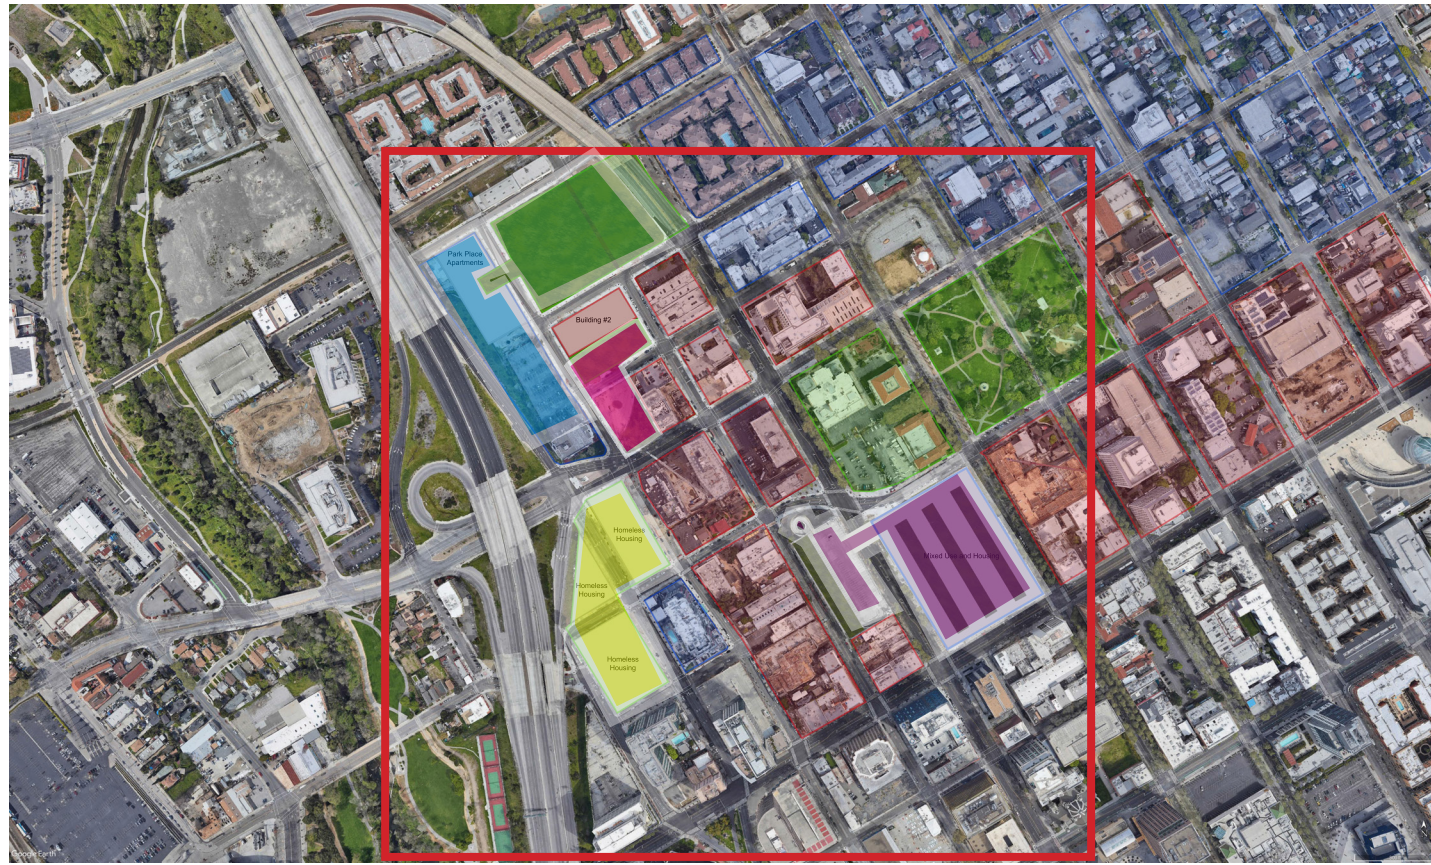 Park Place
Apartments
Building #2
Homeless
Housing
Homeless
Housing
Mixed Use and Housing
Homeless
Housing
Google Earth